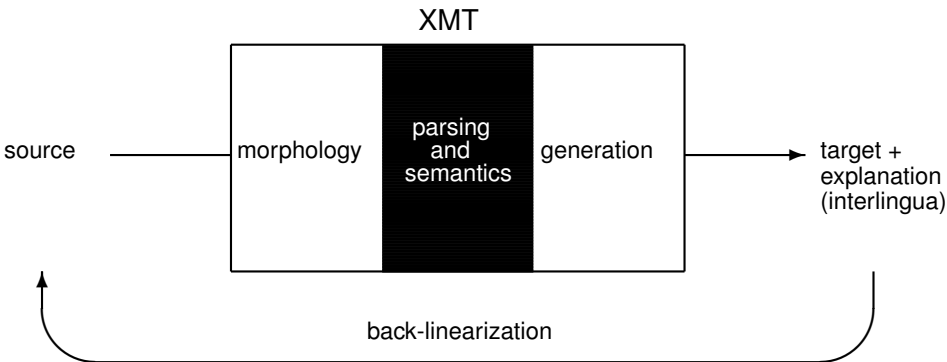 XMT
source
morphology
parsing
and
semantics
generation
target +
explanation
(interlingua)
back-linearization